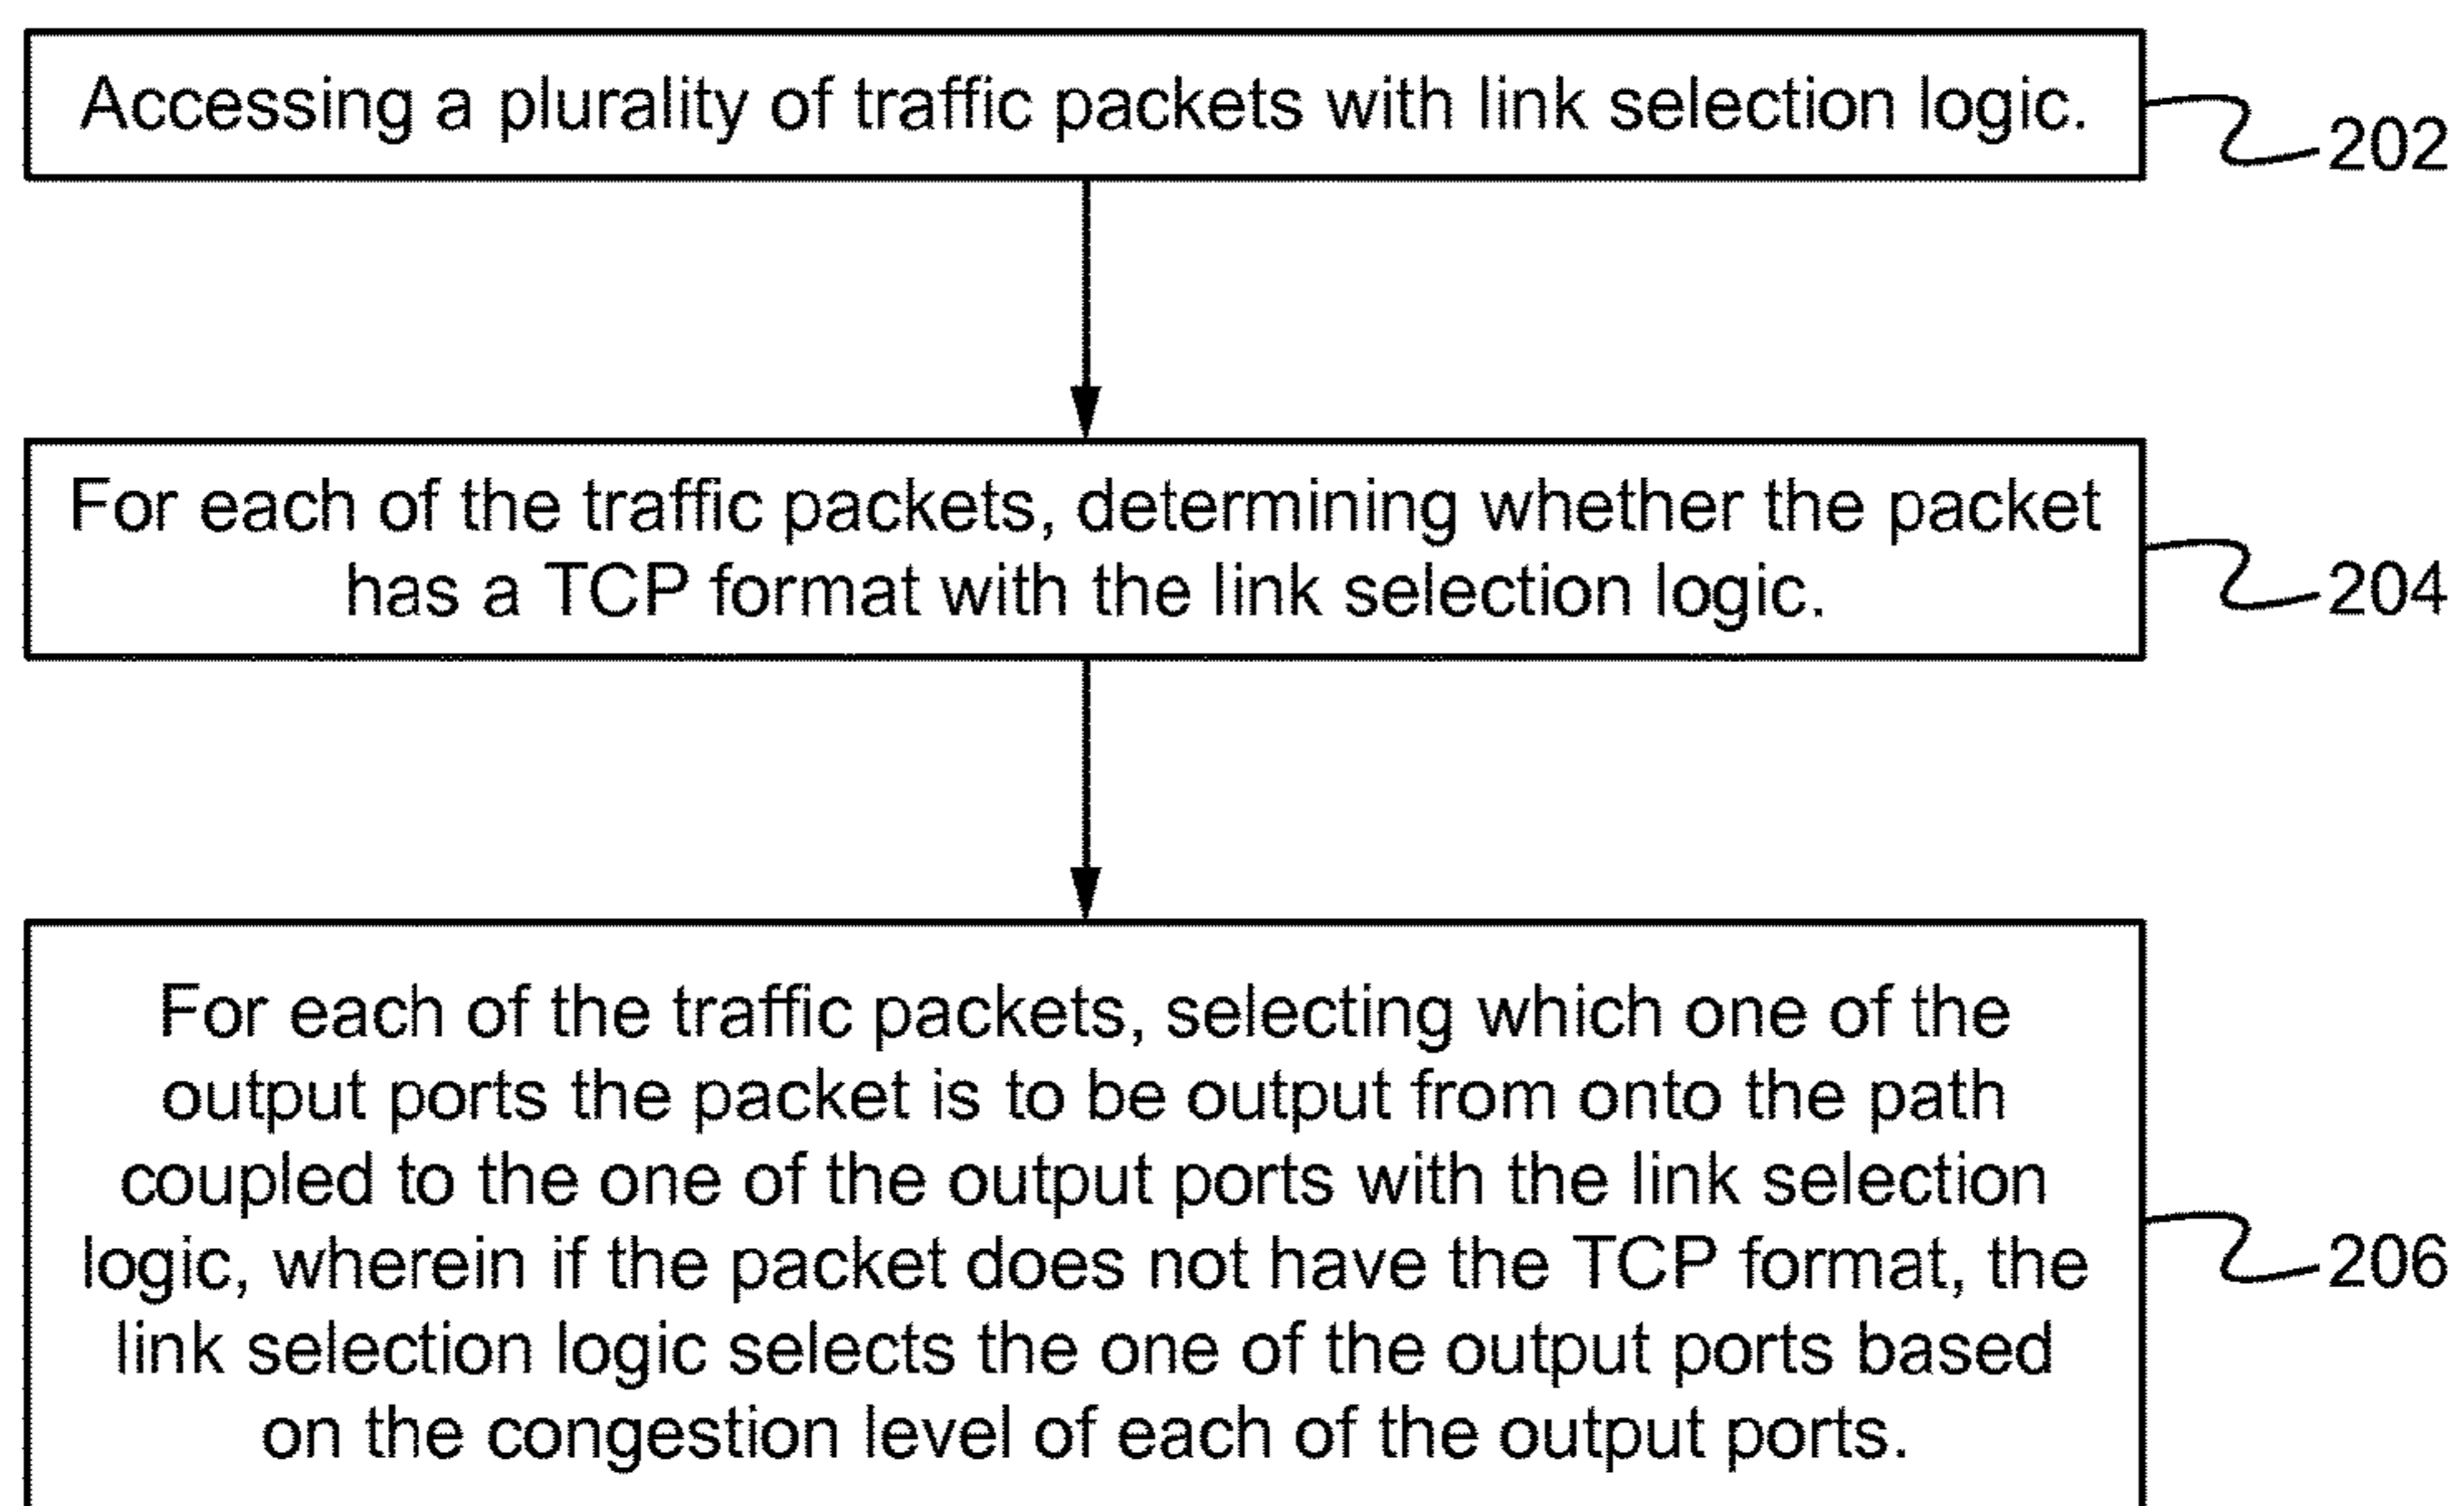 Accessing a plurality of traffic packets with link selection logic.
202
For each of the traffic packets, determining whether the packet
has a TCP format with the link selection logic.
204
For each of the traffic packets, selecting which one of the
output ports the packet is to be output from onto the path
coupled to the one of the output ports with the link selection
logic, wherein if the packet does not have the TCP format, the
link selection logic selects the one of the output ports based
on the congestion level of each of the output ports.
206